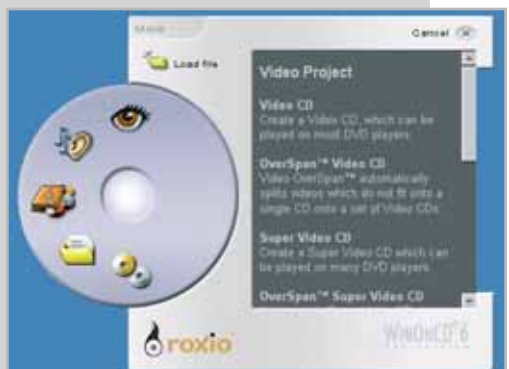 Cancel
Load file
Video Project
Video CD
Create a Video CD, which can be
played on most DVD players
OverSpan™ Video CD
Video OverSpan™ automatically
splits videos which do not fit onto a
single CD onto a set of Video CDs
Super Video CD
Create a Super Video CD which can
be played on many DVD players.
OverSpan™ Super Video CD
roxio
WinOnCD®6